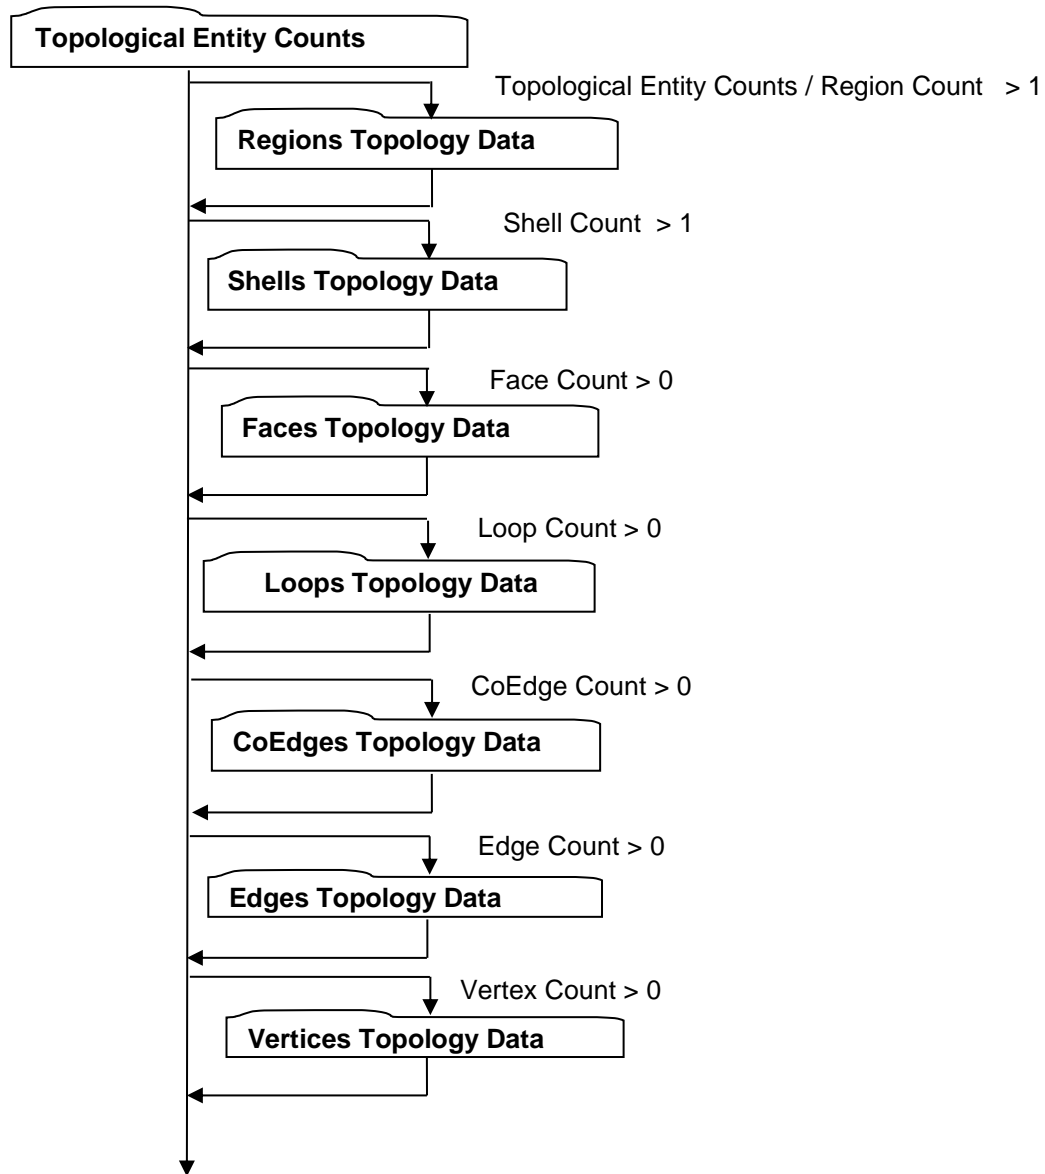 Topological Entity Counts
Topological Entity Counts / Region Count > 1
Regions Topology Data
Shell Count > 1
Shells Topology Data
Face Count > 0
Faces Topology Data
Loop Count > 0
Loops Topology Data
CoEdge Count > 0
CoEdges Topology Data
Edge Count > 0
Edges Topology Data
Vertex Count > 0
Vertices Topology Data